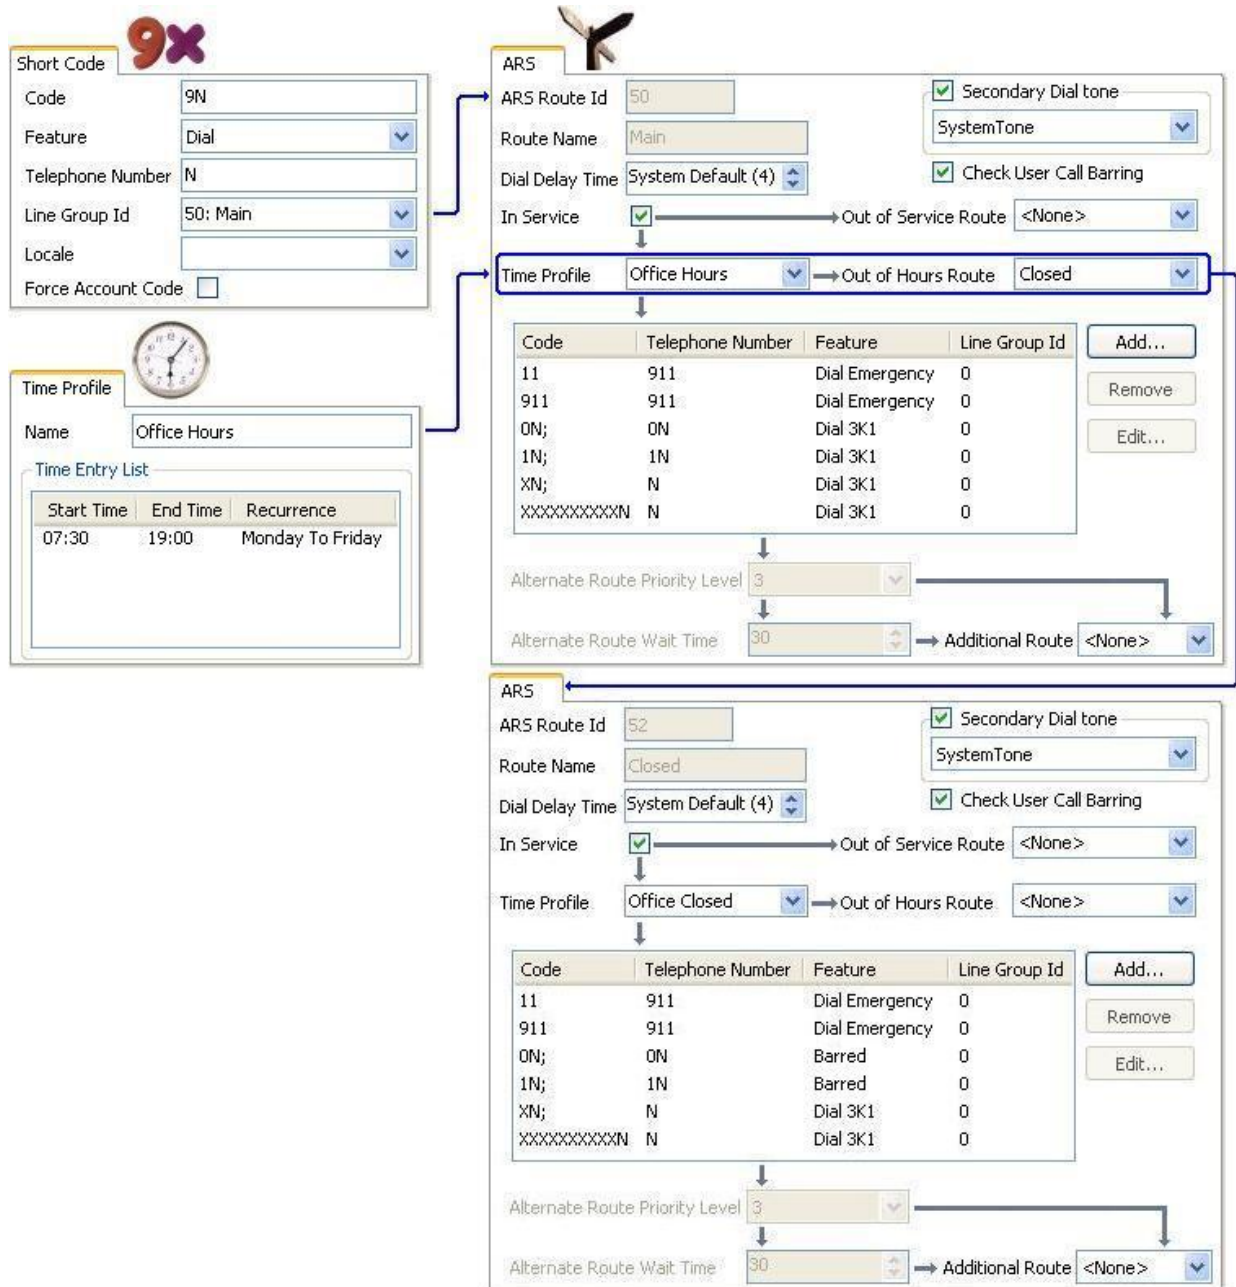 9x
Short Code
Code 9N
Feature Dial
Telephone Number N
Line Group Id 50: Main
Locale
Force Account Code
Time Profile
Name Office Hours
Time Entry List
Start Time End Time Recurrence
07:30 19:00 Monday To Friday
ARS
ARS Route Id 50
Secondary Dial tone
SystemTone
Route Name Main
Dial Delay Time System Default (4)
Check User Call Barring
In Service Out of Service Route <None>
Time Profile Office Hours Out of Hours Route Closed
Code Telephone Number Feature Line Group Id
11 911 Dial Emergency 0
911 911 Dial Emergency 0
0N; 0N Dial 3K1 0
1N; 1N Dial 3K1 0
XN; N Dial 3K1 0
XXXXXXXXXXN N Dial 3K1 0
Add...
Remove
Edit...
Alternate Route Priority Level 3
Alternate Route Wait Time 30 Additional Route <None>
ARS
ARS Route Id 52
Secondary Dial tone
SystemTone
Route Name Closed
Dial Delay Time System Default (4)
Check User Call Barring
In Service Out of Service Route <None>
Time Profile Office Closed Out of Hours Route <None>
Code Telephone Number Feature Line Group Id
11 911 Dial Emergency 0
911 911 Dial Emergency 0
0N; 0N Barred 0
1N; 1N Barred 0
XN; N Dial 3K1 0
XXXXXXXXXXN N Dial 3K1 0
Add...
Remove
Edit...
Alternate Route Priority Level 3
Alternate Route Wait Time 30 Additional Route <None>